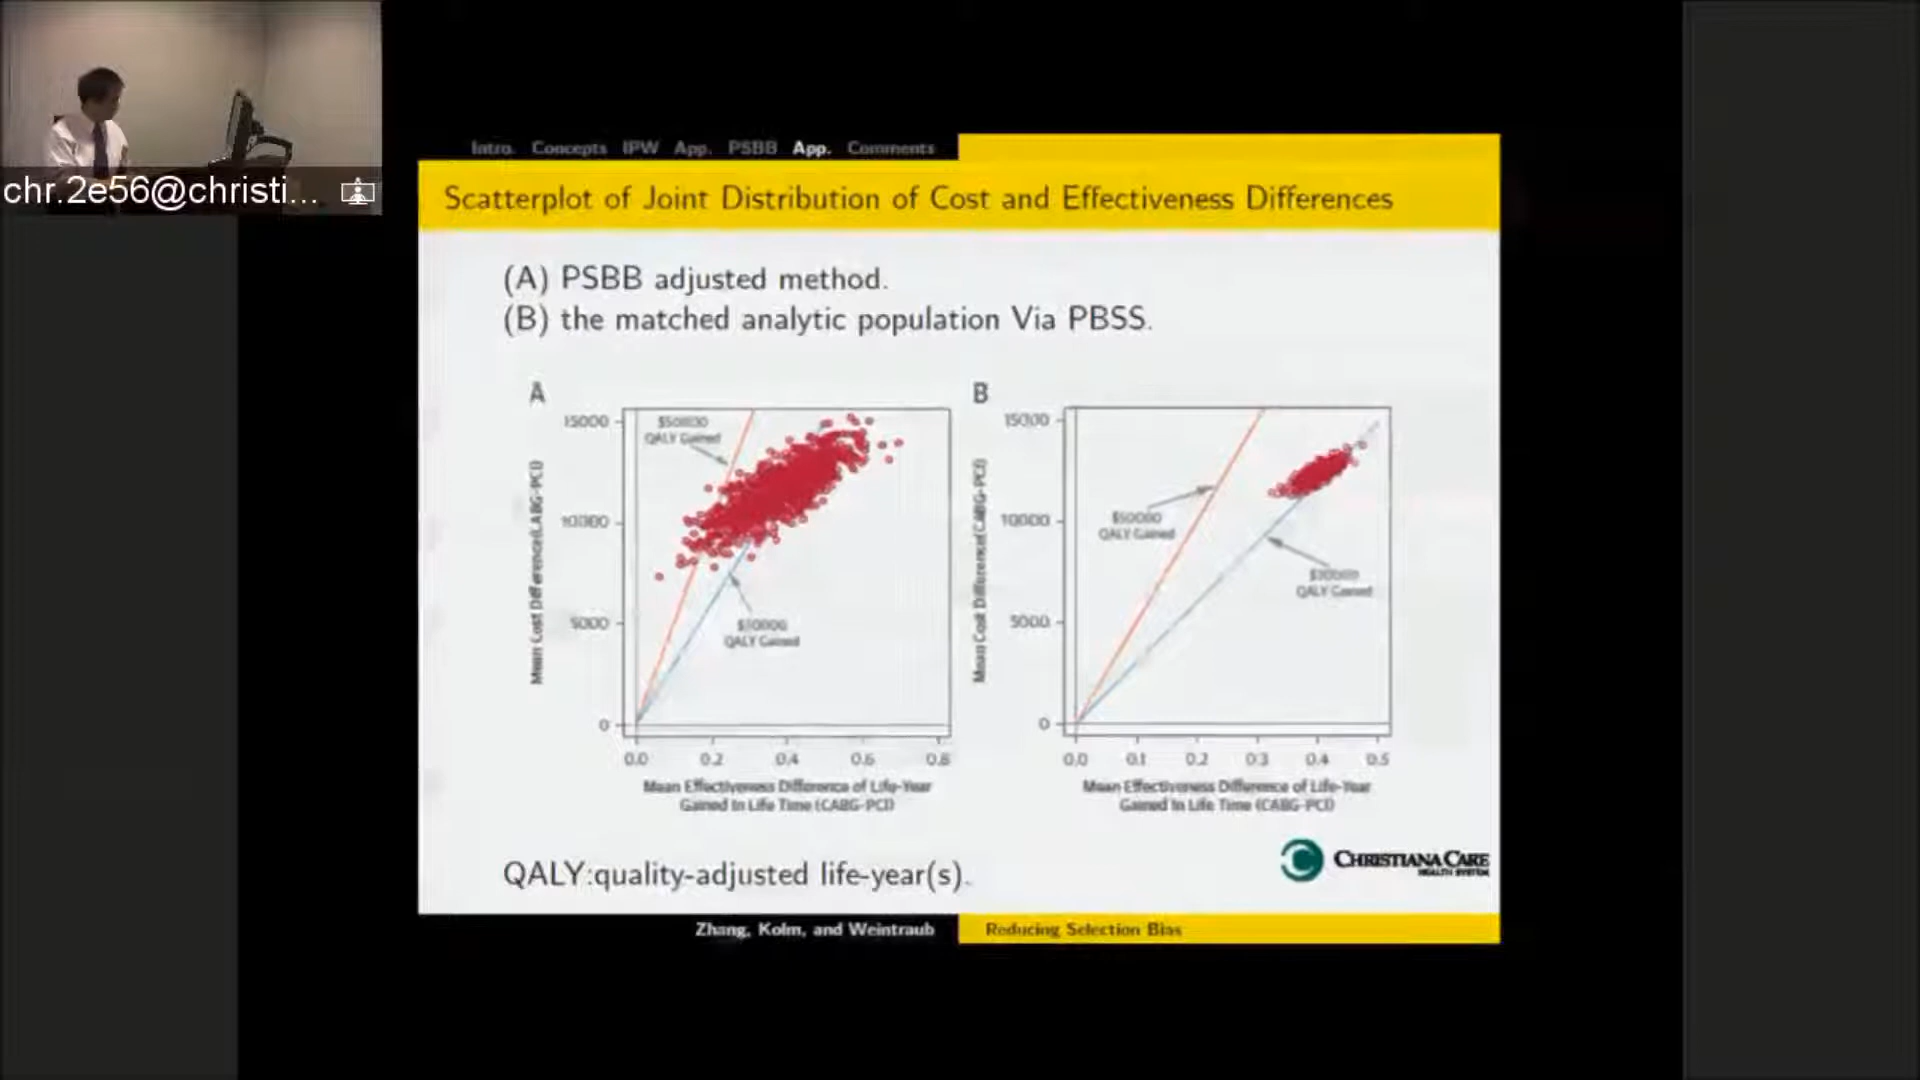 chr.2e56@christi...
Intro. Concepts IPW App. PSBB App. Comments
Scatterplot of Joint Distribution of Cost and Effectiveness Differences
(A) PSBB adjusted method.
(B) the matched analytic population Via PBSS.
A
15000
10000
5000
0
0.0 0.2 0.4 0.6 0.8
Mean Cost Difference(CABG-PCI)
$50000
QALY Gained
$30000
QALY Gained
Mean Effectiveness Difference of Life-Year
Gained In Life Time (CABG-PCI)
B
15000
10000
5000
0
0.0 0.1 0.2 0.3 0.4 0.5
Mean Cost Difference(CABG-PCI)
$50000
QALY Gained
$30000
QALY Gained
Mean Effectiveness Difference of Life-Year
Gained In Life Time (CABG-PCI)
QALY:quality-adjusted life-year(s).
CHRISTIANA CARE
HEALTH SYSTEM
Zhang, Kolm, and Weintraub
Reducing Selection Bias